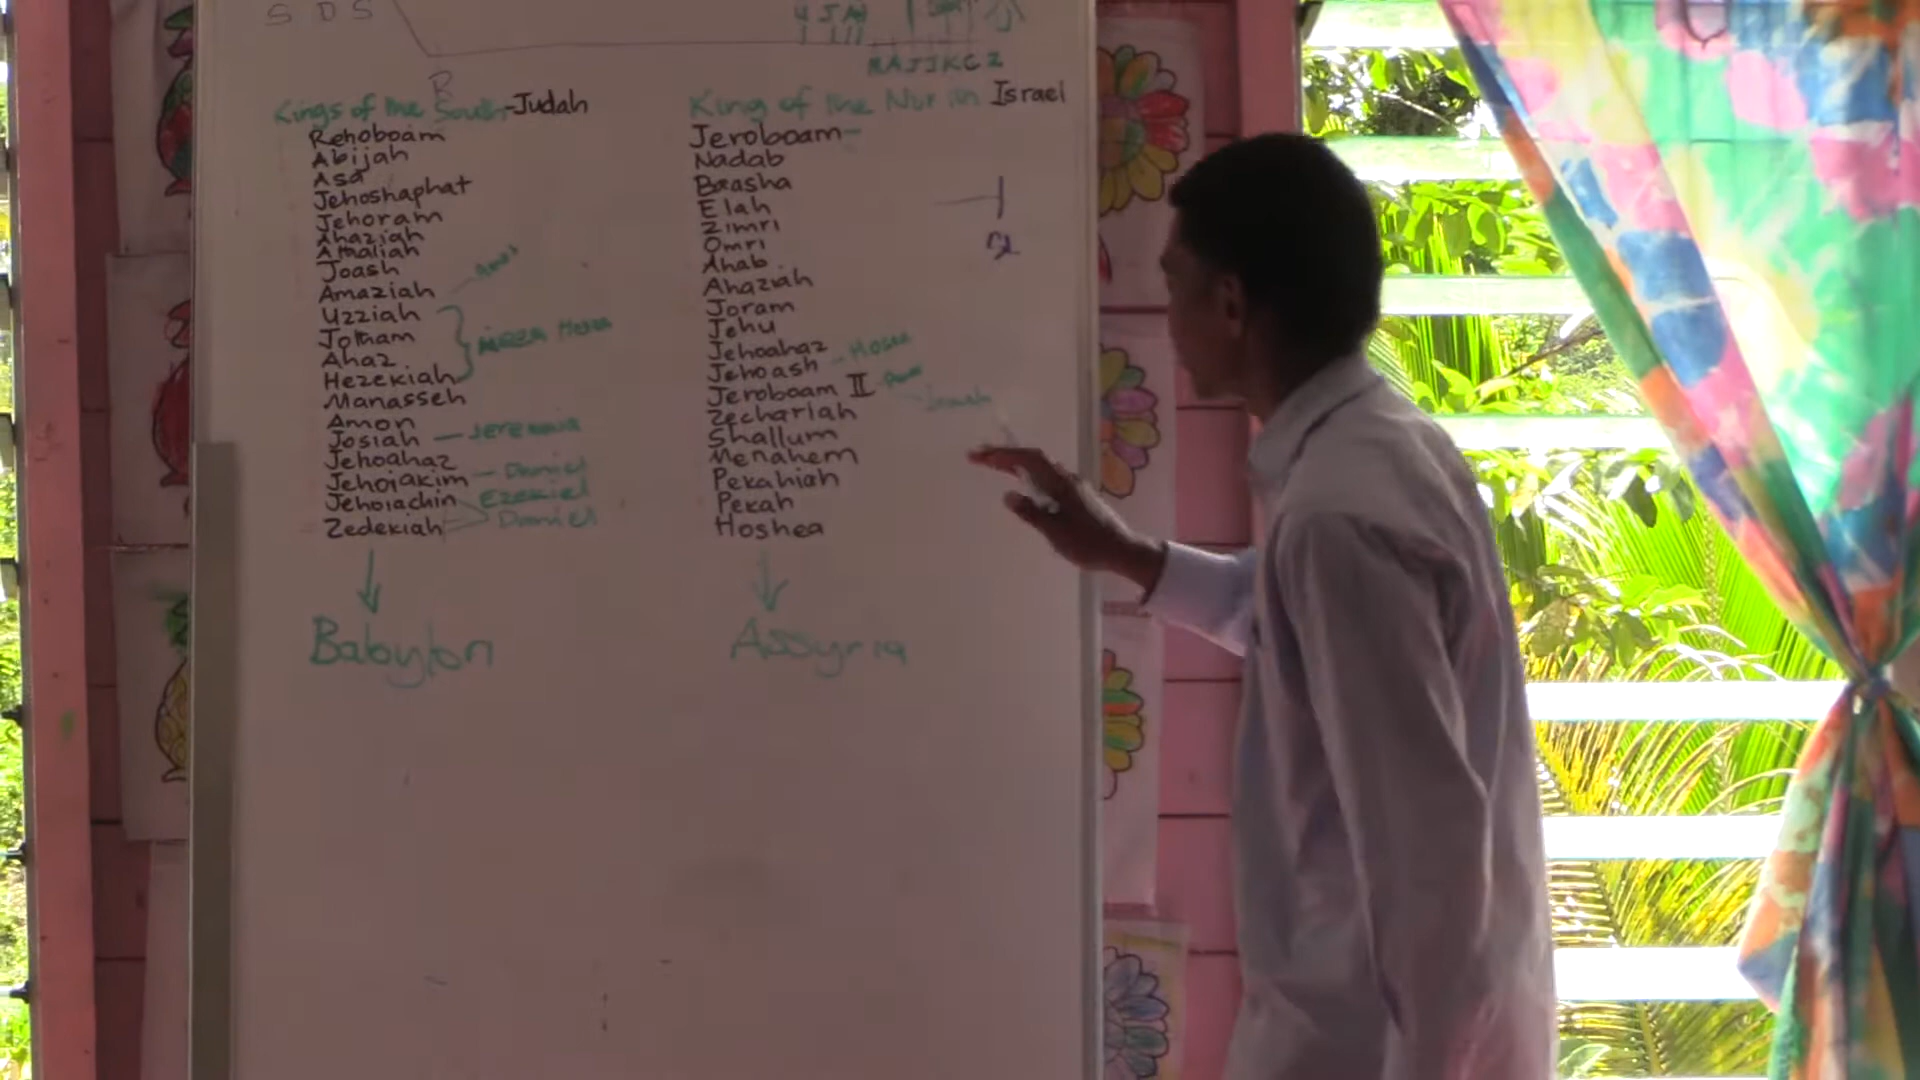 S D S
MAJJKCZ
B
Kings of the South-Judah
Rehoboam
Abijah
Asa
Jehoshaphat
Jehoram
Ahaziah
Athaliah
Joash
Amaziah
Uzziah
Jotham
Ahaz
Hezekiah
Manasseh
Amon
Josiah - Jeremia
Jehoahaz
Jehoiakim - Daniel
Jehoiachin Ezekiel
Zedekiah Daniel
Babylon
King of the North Israel
Jeroboam
Nadab
Baasha
Elah
Zimri
Omri
Ahab
Ahaziah
Joram
Jehu
Jehoahaz
Jehoash - Hosea
Jeroboam II
Zechariah
Shallum
Menahem
Pekahiah
Pekah
Hoshea
Assyria